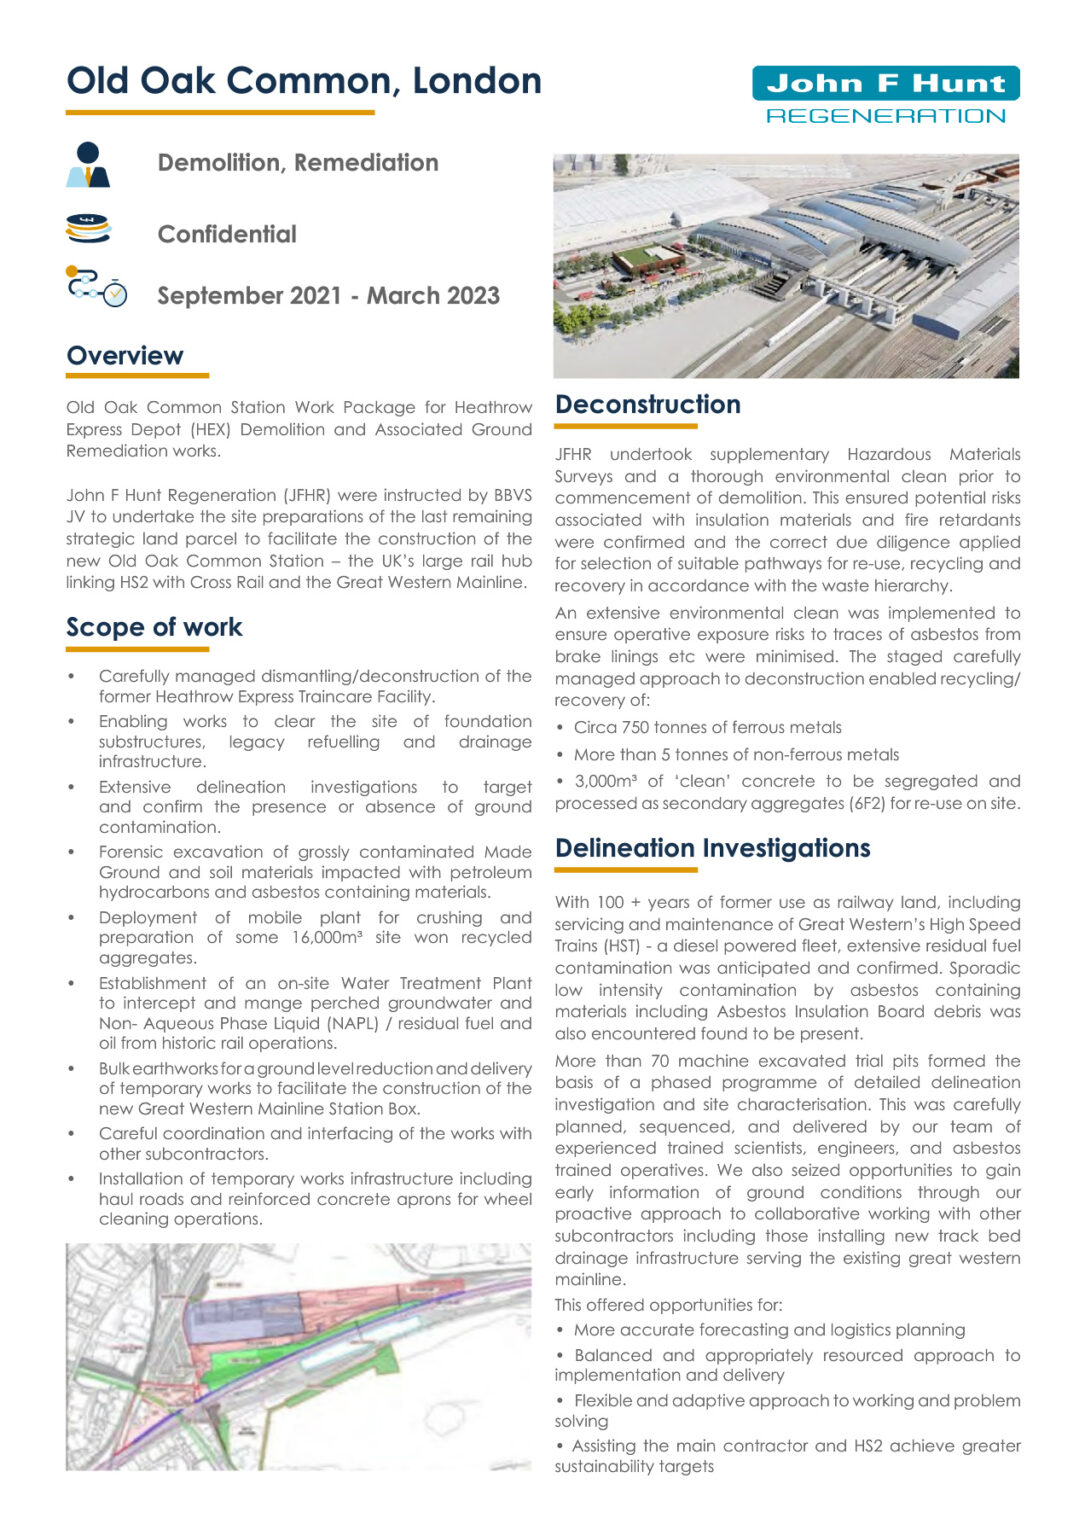 Old Oak Common, London
John F Hunt
REGENERATION
Demolition, Remediation
Confidential
September 2021 - March 2023
Overview
Old Oak Common Station Work Package for Heathrow
Express Depot (HEX) Demolition and Associated Ground
Remediation works.
John F Hunt Regeneration (JFHR) were instructed by BBVS
JV to undertake the site preparations of the last remaining
strategic land parcel to facilitate the construction of the
new Old Oak Common Station – the UK's large rail hub
linking HS2 with Cross Rail and the Great Western Mainline.
Scope of work
• Carefully managed dismantling/deconstruction of the
former Heathrow Express Traincare Facility.
• Enabling works to clear the site of foundation
substructures, legacy refuelling and drainage
infrastructure.
• Extensive delineation investigations to target
and confirm the presence or absence of ground
contamination.
• Forensic excavation of grossly contaminated Made
Ground and soil materials impacted with petroleum
hydrocarbons and asbestos containing materials.
• Deployment of mobile plant for crushing and
preparation of some 16,000m³ site won recycled
aggregates.
• Establishment of an on-site Water Treatment Plant
to intercept and mange perched groundwater and
Non- Aqueous Phase Liquid (NAPL) / residual fuel and
oil from historic rail operations.
• Bulk earthworks for a ground level reduction and delivery
of temporary works to facilitate the construction of the
new Great Western Mainline Station Box.
• Careful coordination and interfacing of the works with
other subcontractors.
• Installation of temporary works infrastructure including
haul roads and reinforced concrete aprons for wheel
cleaning operations.
Deconstruction
JFHR undertook supplementary Hazardous Materials
Surveys and a thorough environmental clean prior to
commencement of demolition. This ensured potential risks
associated with insulation materials and fire retardants
were confirmed and the correct due diligence applied
for selection of suitable pathways for re-use, recycling and
recovery in accordance with the waste hierarchy.
An extensive environmental clean was implemented to
ensure operative exposure risks to traces of asbestos from
brake linings etc were minimised. The staged carefully
managed approach to deconstruction enabled recycling/
recovery of:
• Circa 750 tonnes of ferrous metals
• More than 5 tonnes of non-ferrous metals
• 3,000m³ of 'clean' concrete to be segregated and
processed as secondary aggregates (6F2) for re-use on site.
Delineation Investigations
With 100 + years of former use as railway land, including
servicing and maintenance of Great Western's High Speed
Trains (HST) - a diesel powered fleet, extensive residual fuel
contamination was anticipated and confirmed. Sporadic
low intensity contamination by asbestos containing
materials including Asbestos Insulation Board debris was
also encountered found to be present.
More than 70 machine excavated trial pits formed the
basis of a phased programme of detailed delineation
investigation and site characterisation. This was carefully
planned, sequenced, and delivered by our team of
experienced trained scientists, engineers, and asbestos
trained operatives. We also seized opportunities to gain
early information of ground conditions through our
proactive approach to collaborative working with other
subcontractors including those installing new track bed
drainage infrastructure serving the existing great western
mainline.
This offered opportunities for:
• More accurate forecasting and logistics planning
• Balanced and appropriately resourced approach to
implementation and delivery
• Flexible and adaptive approach to working and problem
solving
• Assisting the main contractor and HS2 achieve greater
sustainability targets